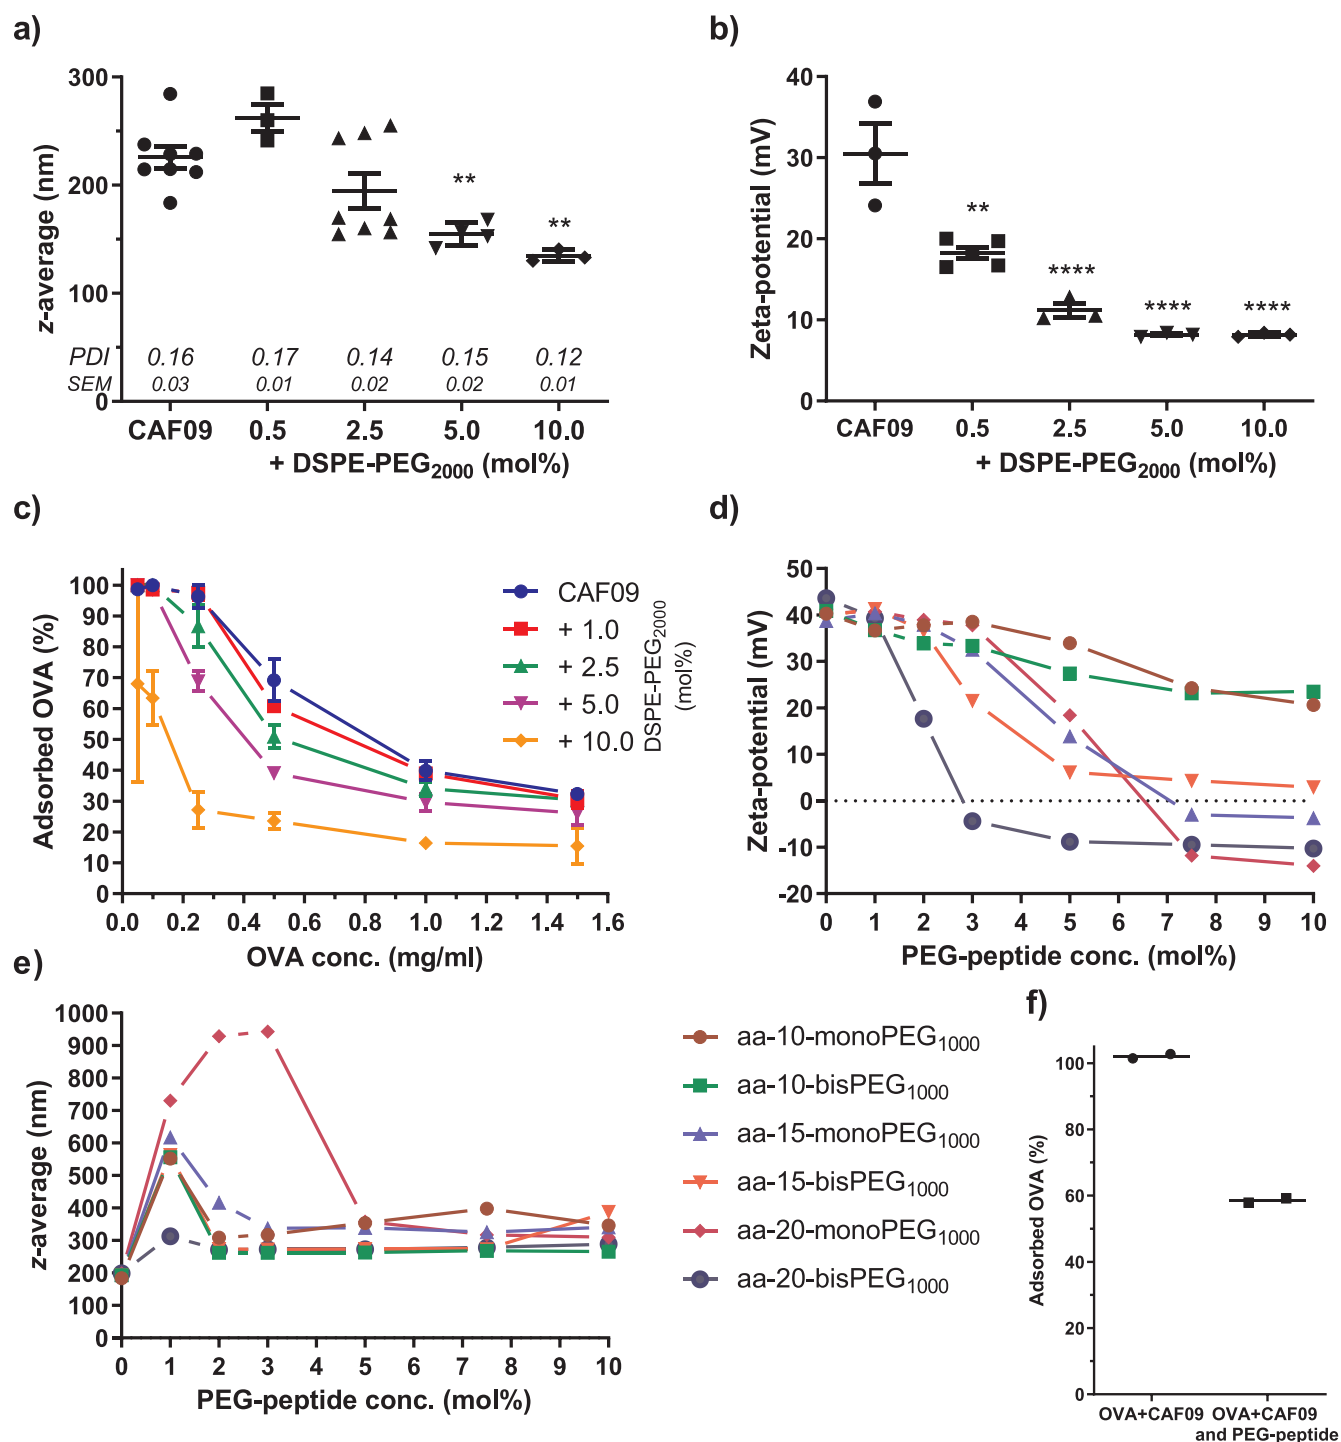 a)
z-average (nm)
300
200
100
0
**
**
PDI 0.16 0.17 0.14 0.15 0.12
SEM 0.03 0.01 0.02 0.02 0.01
CAF09 0.5 2.5 5.0 10.0
+ DSPE-PEG2000 (mol%)
b)
Zeta-potential (mV)
40
30
20
10
0
**
****
****
****
CAF09 0.5 2.5 5.0 10.0
+ DSPE-PEG2000 (mol%)
c)
Adsorbed OVA (%)
100
90
80
70
60
50
40
30
20
10
0
0.0 0.2 0.4 0.6 0.8 1.0 1.2 1.4 1.6
OVA conc. (mg/ml)
CAF09
+ 1.0
+ 2.5
+ 5.0
+ 10.0
DSPE-PEG2000
(mol%)
d)
Zeta-potential (mV)
50
40
30
20
10
0
-10
-20
0 1 2 3 4 5 6 7 8 9 10
PEG-peptide conc. (mol%)
e)
z-average (nm)
1000
900
800
700
600
500
400
300
200
100
0
0 1 2 3 4 5 6 7 8 9 10
PEG-peptide conc. (mol%)
aa-10-monoPEG1000
aa-10-bisPEG1000
aa-15-monoPEG1000
aa-15-bisPEG1000
aa-20-monoPEG1000
aa-20-bisPEG1000
f)
Adsorbed OVA (%)
100
80
60
40
20
0
OVA+CAF09 OVA+CAF09
and PEG-peptide